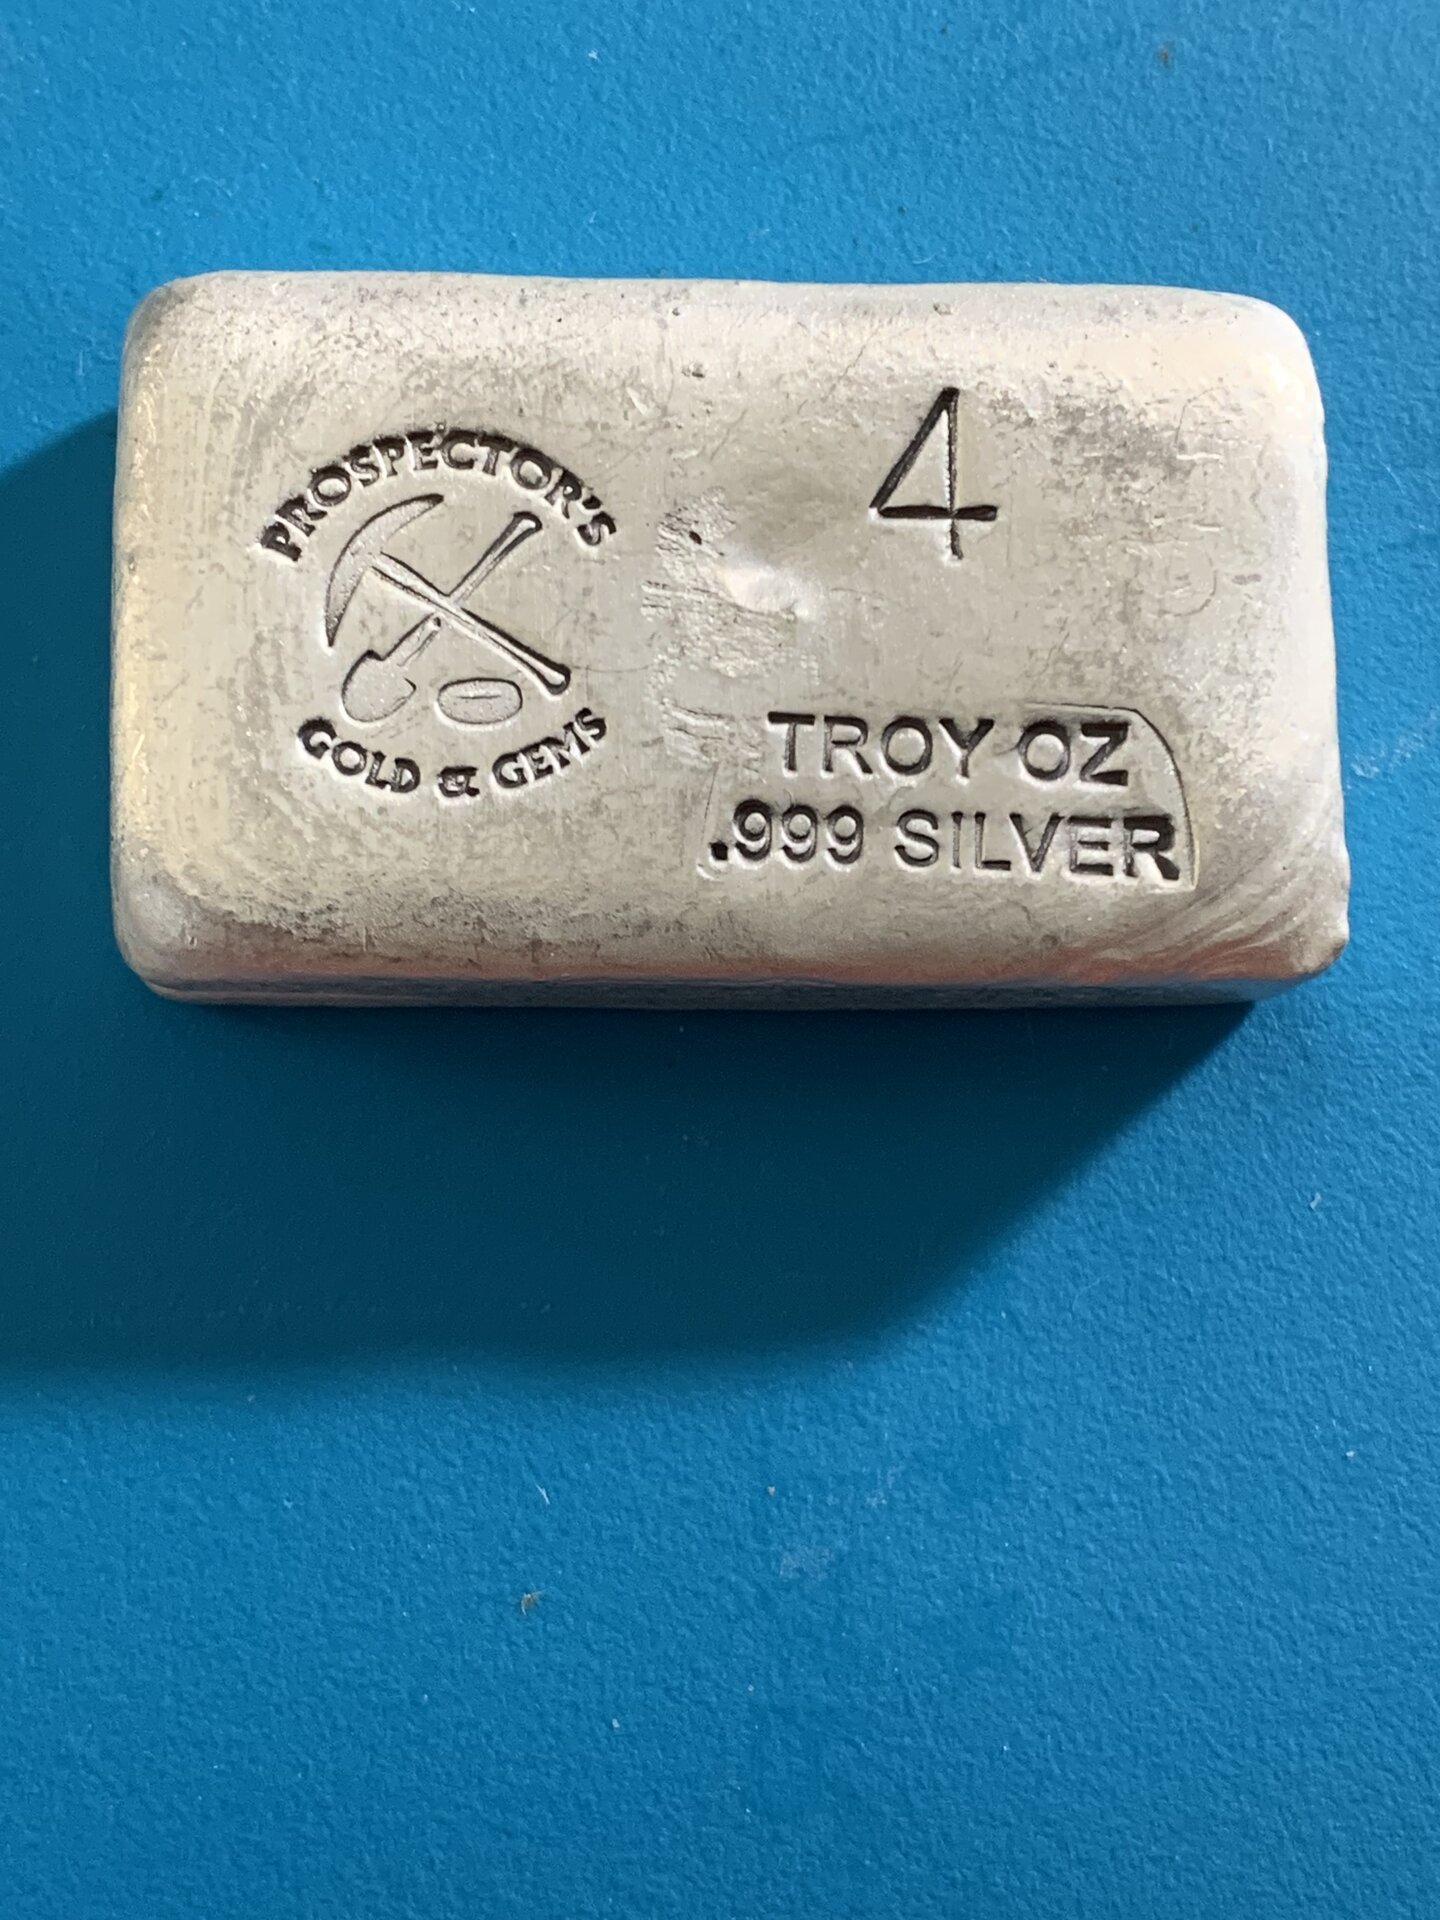 PROSPECTOR'S
GOLD & GEMS
4
TROY OZ
.999 SILVER